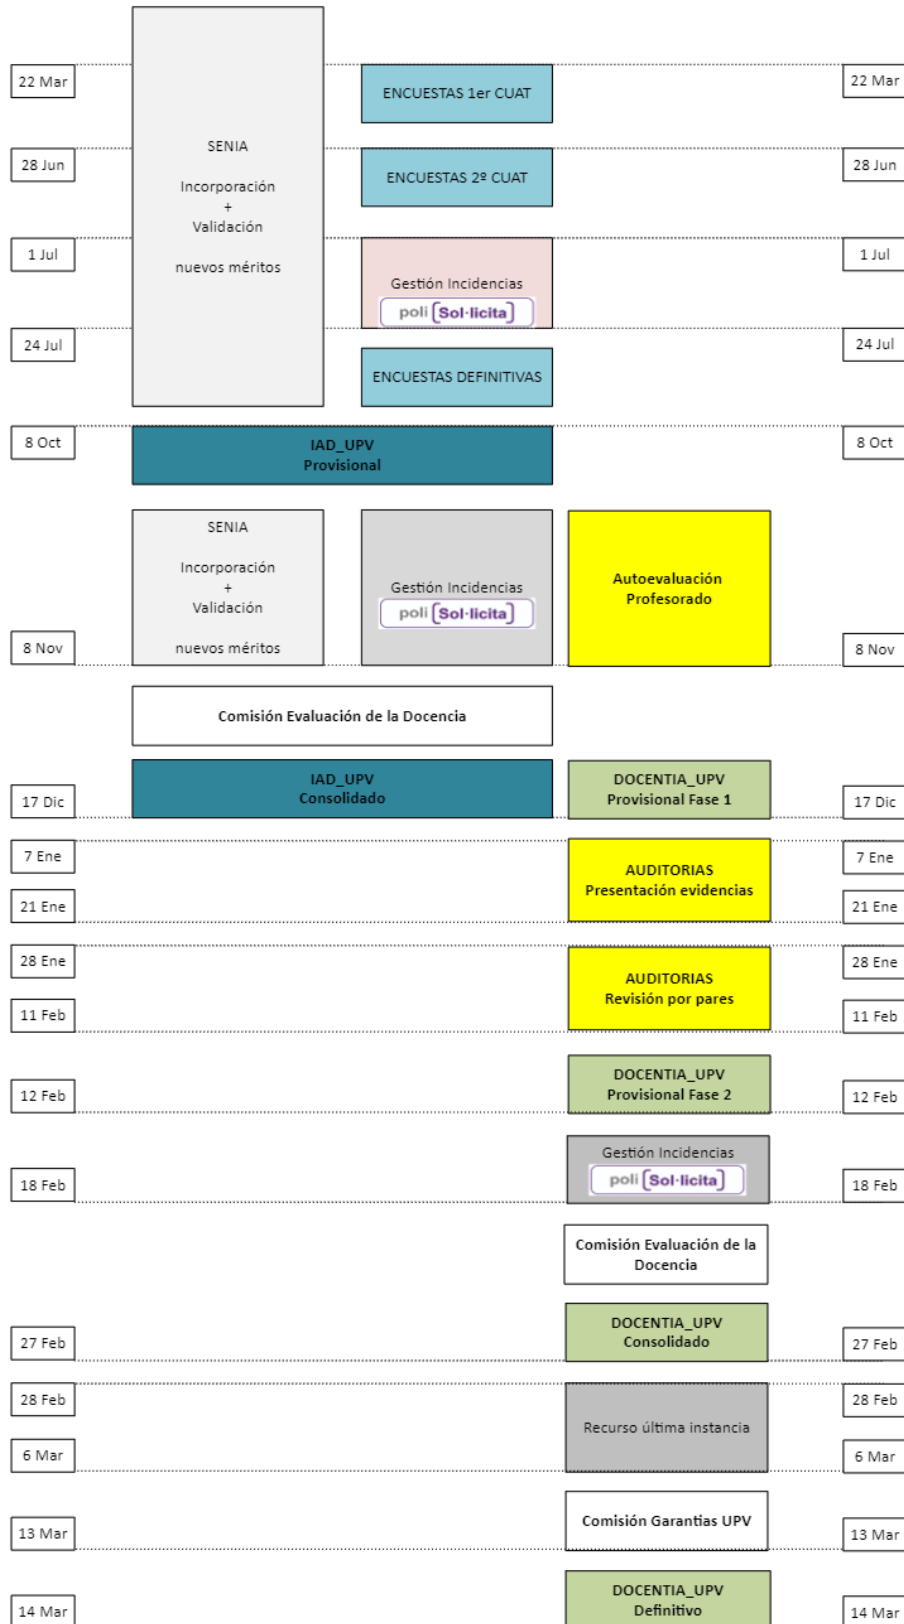 22 Mar
ENCUESTAS 1er CUAT
22 Mar
SENIA
Incorporación
+
Validación
nuevos méritos
28 Jun
ENCUESTAS 2º CUAT
28 Jun
1 Jul
Gestión Incidencias
poli [Sol·licita]
1 Jul
24 Jul
ENCUESTAS DEFINITIVAS
24 Jul
8 Oct
IAD_UPV
Provisional
8 Oct
SENIA
Incorporación
+
Validación
nuevos méritos
Gestión Incidencias
poli [Sol·licita]
Autoevaluación
Profesorado
8 Nov
8 Nov
Comisión Evaluación de la Docencia
IAD_UPV
Consolidado
DOCENTIA_UPV
Provisional Fase 1
17 Dic
17 Dic
7 Ene
AUDITORIAS
Presentación evidencias
7 Ene
21 Ene
21 Ene
28 Ene
AUDITORIAS
Revisión por pares
28 Ene
11 Feb
11 Feb
DOCENTIA_UPV
Provisional Fase 2
12 Feb
12 Feb
Gestión Incidencias
poli [Sol·licita]
18 Feb
18 Feb
Comisión Evaluación de la
Docencia
DOCENTIA_UPV
Consolidado
27 Feb
27 Feb
28 Feb
28 Feb
Recurso última instancia
6 Mar
6 Mar
Comisión Garantias UPV
13 Mar
13 Mar
DOCENTIA_UPV
Definitivo
14 Mar
14 Mar